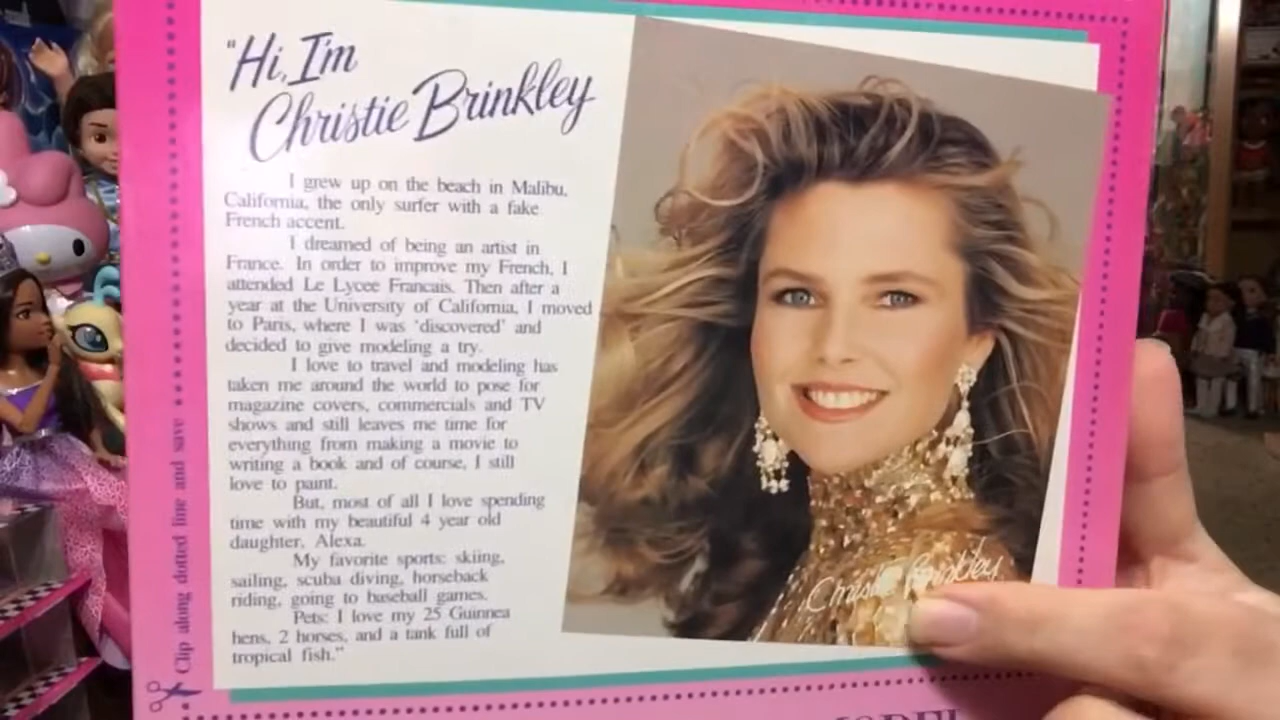 "Hi, I'm
Christie Brinkley
I grew up on the beach in Malibu,
California, the only surfer with a fake
French accent.
I dreamed of being an artist in
France. In order to improve my French, I
attended Le Lycee Francais. Then after a
year at the University of California, I moved
to Paris, where I was 'discovered' and
decided to give modeling a try.
I love to travel and modeling has
taken me around the world to pose for
magazine covers, commercials and TV
shows and still leaves me time for
everything from making a movie to
writing a book and of course, I still
love to paint.
But, most of all I love spending
time with my beautiful 4 year old
daughter, Alexa.
My favorite sports: skiing,
sailing, scuba diving, horseback
riding, going to baseball games.
Pets: I love my 25 Guinnea
hens, 2 horses, and a tank full of
tropical fish."
Christie Brinkley
Clip along dotted line and save